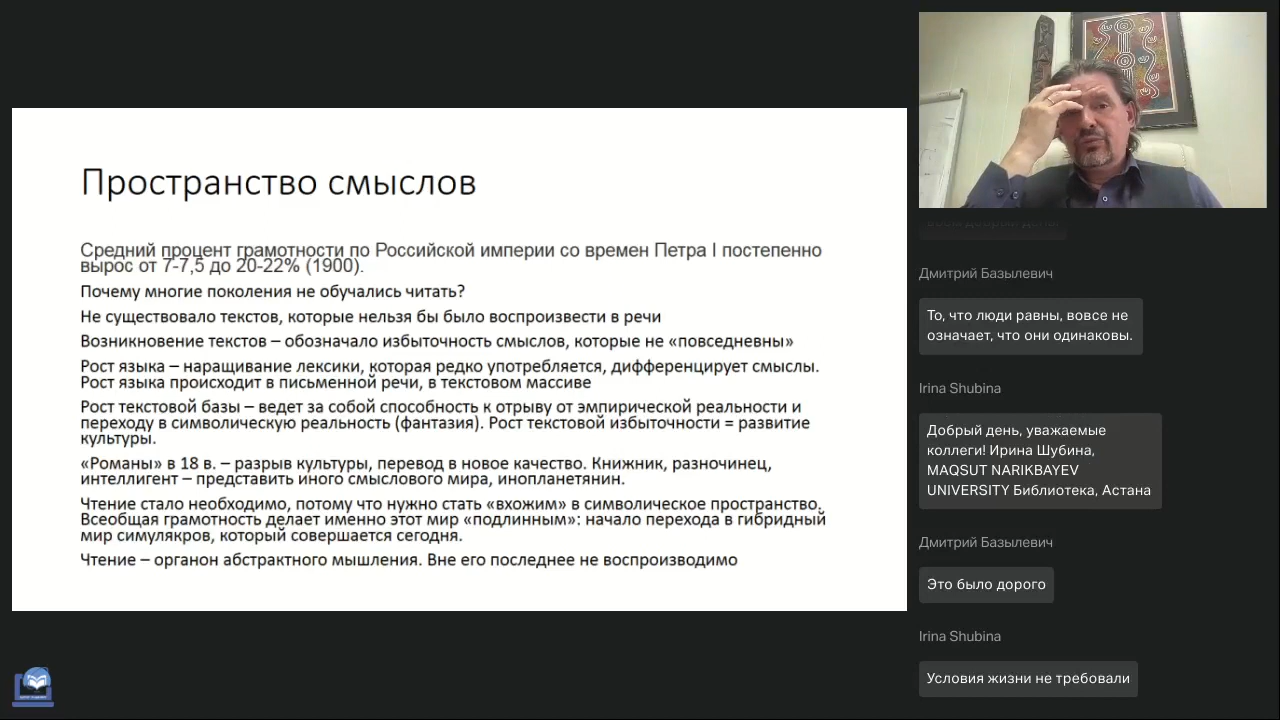 Пространство смыслов
Средний процент грамотности по Российской империи со времен Петра I постепенно
вырос от 7-7,5 до 20-22% (1900).
Почему многие поколения не обучались читать?
Не существовало текстов, которые нельзя бы было воспроизвести в речи
Возникновение текстов – обозначало избыточность смыслов, которые не «повседневны»
Рост языка – наращивание лексики, которая редко употребляется, дифференцирует смыслы.
Рост языка происходит в письменной речи, в текстовом массиве
Рост текстовой базы – ведет за собой способность к отрыву от эмпирической реальности и
переходу в символическую реальность (фантазия). Рост текстовой избыточности = развитие
культуры.
«Романы» в 18 в. – разрыв культуры, перевод в новое качество. Книжник, разночинец,
интеллигент – представить иного смыслового мира, инопланетянин.
Чтение стало необходимо, потому что нужно стать «вхожим» в символическое пространство.
Всеобщая грамотность делает именно этот мир «подлинным»: начало перехода в гибридный
мир симулякров, который совершается сегодня.
Чтение – органон абстрактного мышления. Вне его последнее не воспроизводимо
Дмитрий Базылевич
То, что люди равны, вовсе не
означает, что они одинаковы.
Irina Shubina
Добрый день, уважаемые
коллеги! Ирина Шубина,
MAQSUT NARIKBAYEV
UNIVERSITY Библиотека, Астана
Дмитрий Базылевич
Это было дорого
Irina Shubina
Условия жизни не требовали